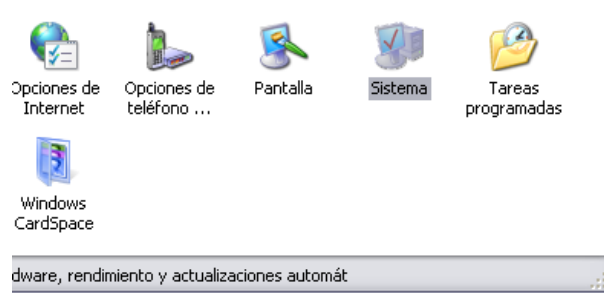 Opciones de
Internet
Opciones de
teléfono ...
Pantalla
Sistema
Tareas
programadas
Windows
CardSpace
dware, rendimiento y actualizaciones automát